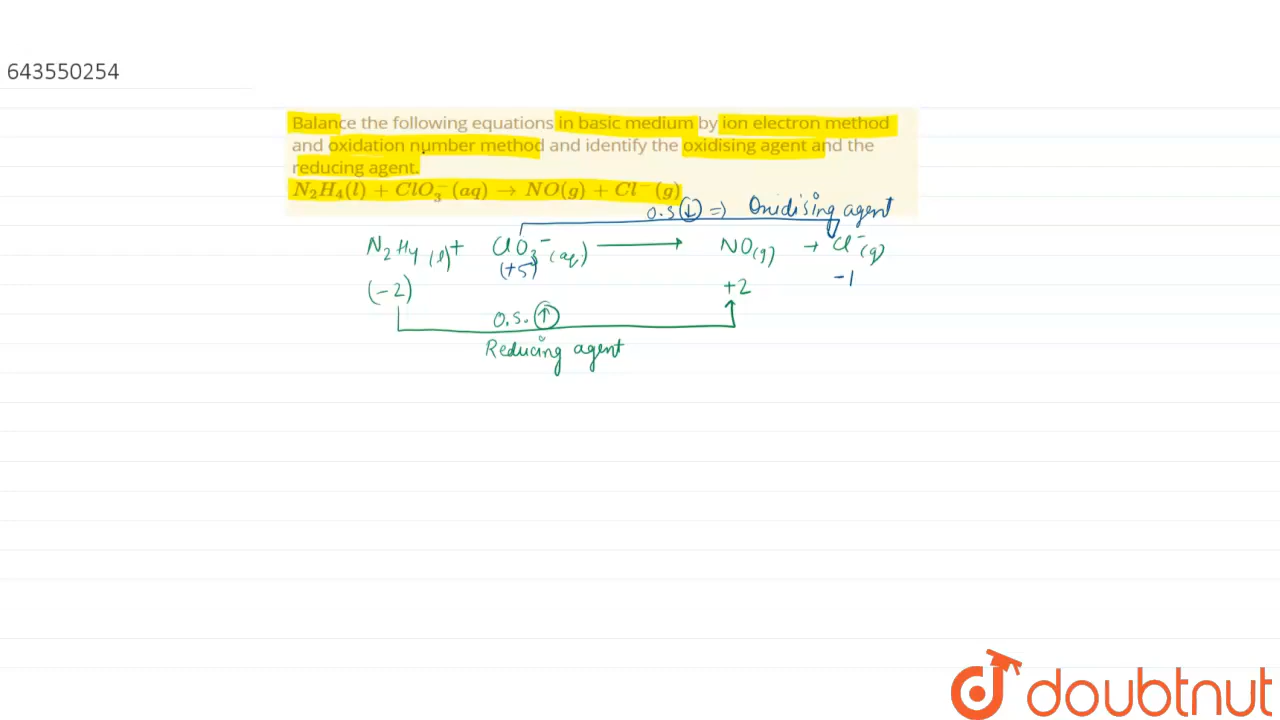 643550254
Balance the following equations in basic medium by ion electron method
and oxidation number method and identify the oxidising agent and the
reducing agent.
N₂H₄(l) + ClO₃⁻(aq) → NO(g) + Cl⁻(g)
O.S (↓) ⇒ Oxidising agent
N₂H₄(l) + ClO₃⁻(aq) ⟶ NO(g) + Cl⁻(g)
(+5) -1
(-2) +2
O.S. (↑)
Reducing agent
doubtnut